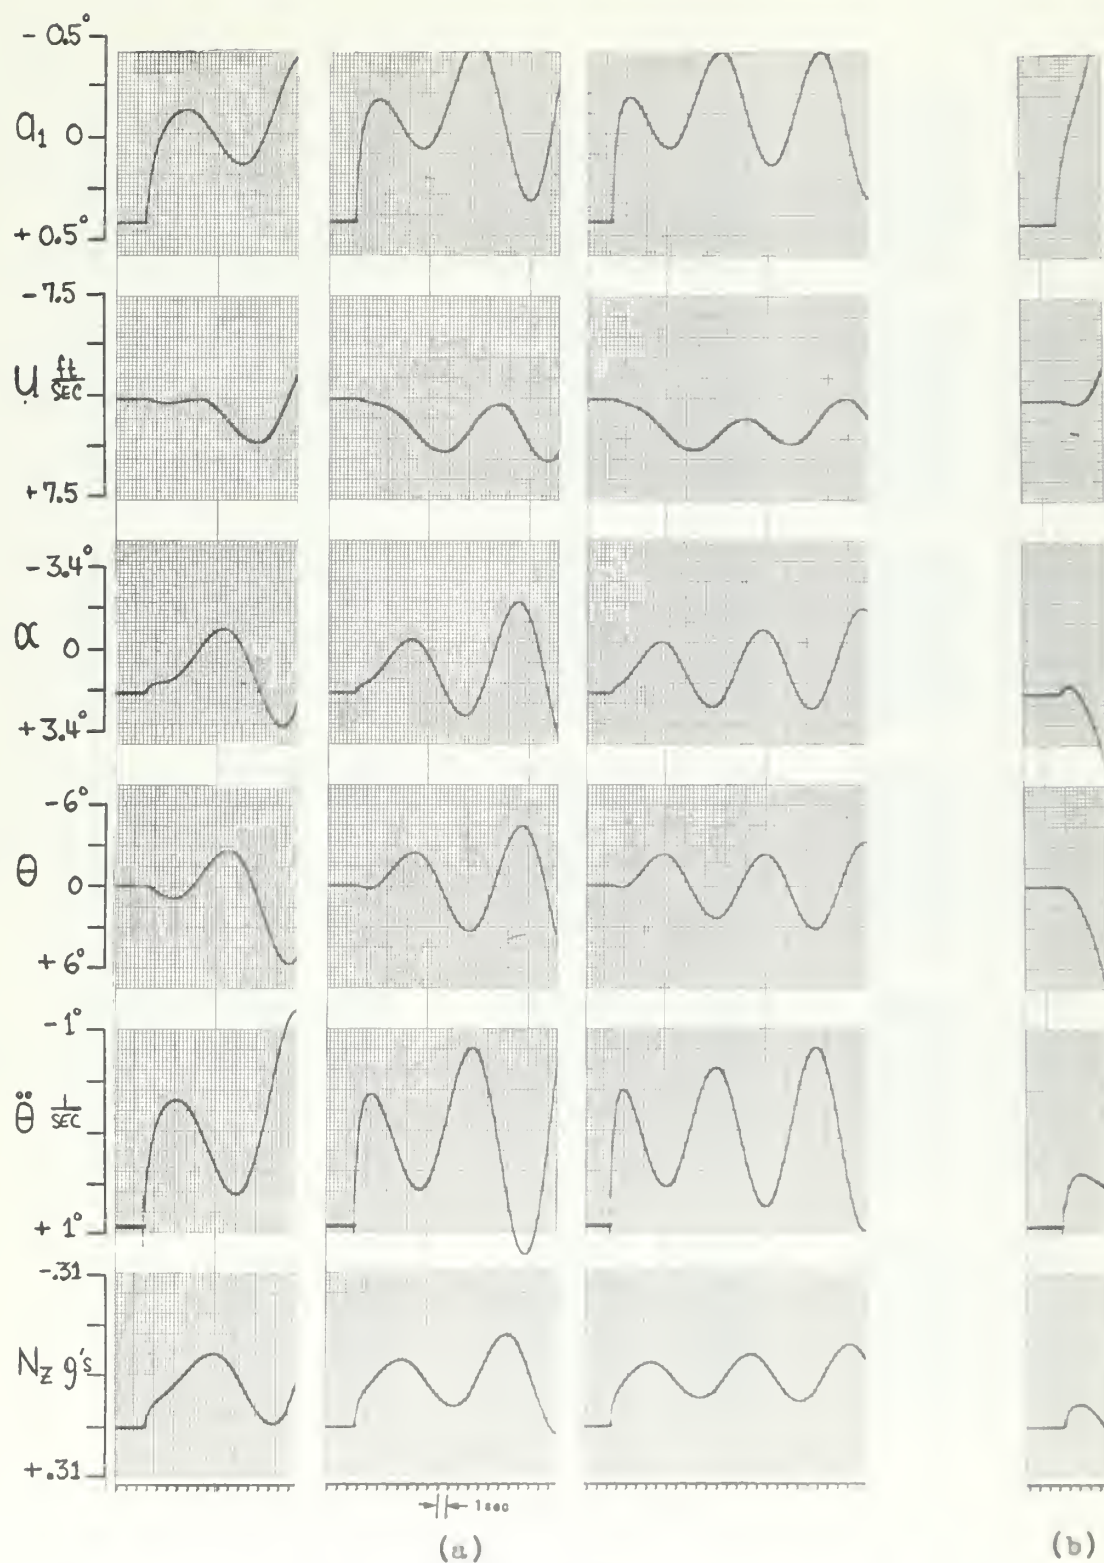 - 0.5°
a₁ 0
+ 0.5°
- 7.5
U ft/SEC
+7.5
- 3.4°
α 0
+ 3.4°
-6°
θ 0
+ 6°
-1°
θ̈ 1/SEC
+ 1°
-.31
N_Z g's
+.31
1 sec
(a)
(b)